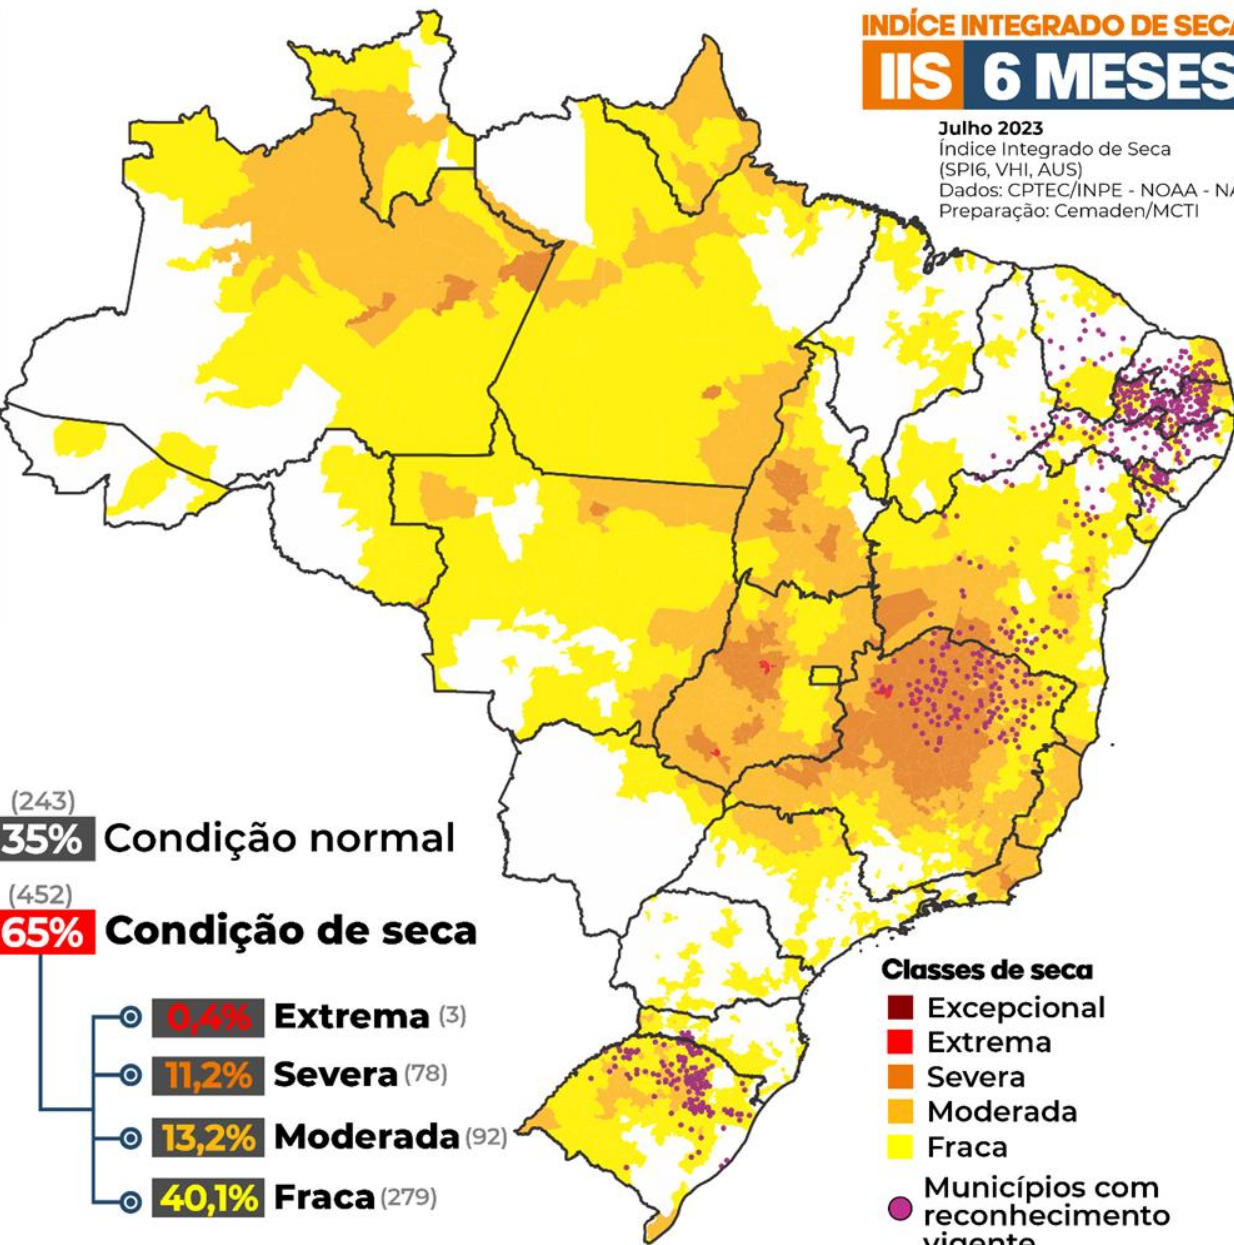 INDÍCE INTEGRADO DE SECA
IIS 6 MESES
Julho 2023
Índice Integrado de Seca
(SPI6, VHI, AUS)
Dados: CPTEC/INPE - NOAA - NA
Preparação: Cemaden/MCTI
(243)
35% Condição normal
(452)
65% Condição de seca
0,4% Extrema (3)
11,2% Severa (78)
13,2% Moderada (92)
40,1% Fraca (279)
Classes de seca
Excepcional
Extrema
Severa
Moderada
Fraca
Municípios com
reconhecimento
vigente